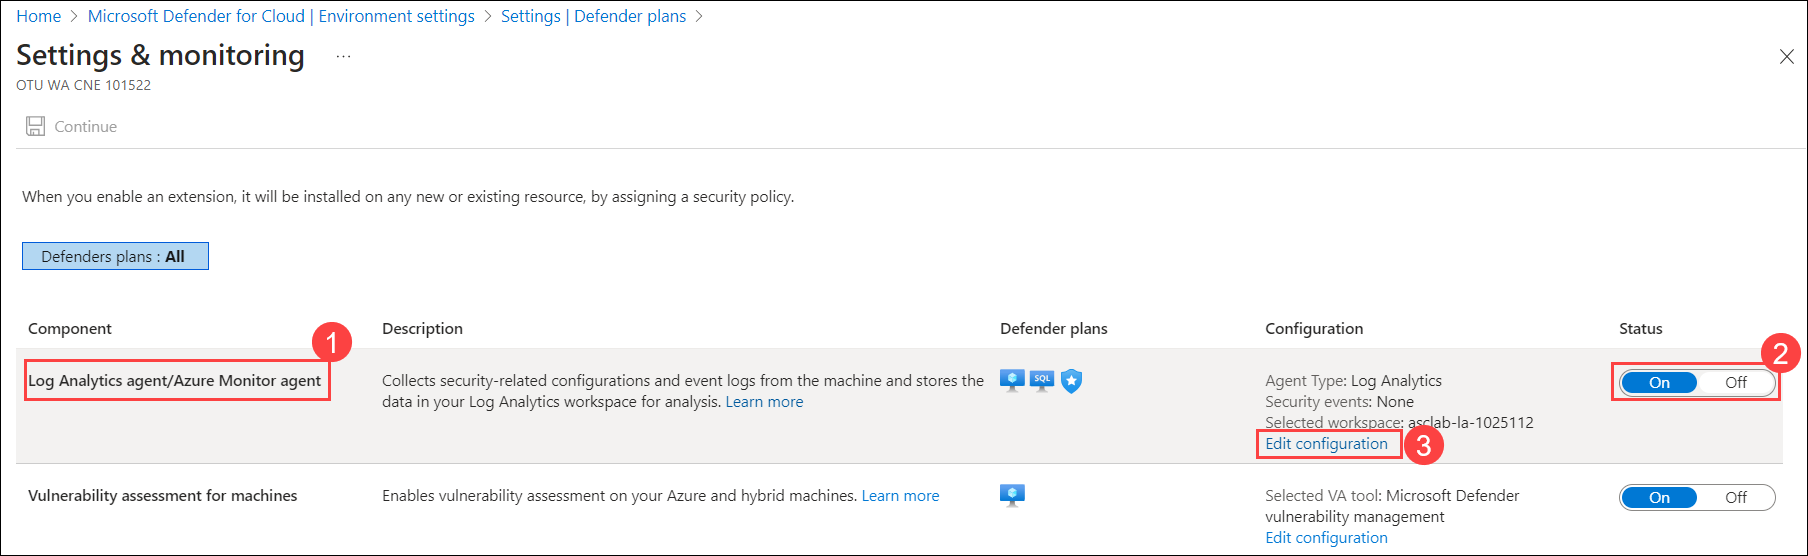 Home > Microsoft Defender for Cloud | Environment settings > Settings | Defender plans >
Settings & monitoring ...
OTU WA CNE 101522
Continue
When you enable an extension, it will be installed on any new or existing resource, by assigning a security policy.
Defenders plans : All
Component Description Defender plans Configuration Status
1
2
Log Analytics agent/Azure Monitor agent
Collects security-related configurations and event logs from the machine and stores the
data in your Log Analytics workspace for analysis. Learn more
SQL
Agent Type: Log Analytics
Security events: None
Selected workspace: asclab-la-1025112
Edit configuration
3
On Off
Vulnerability assessment for machines
Enables vulnerability assessment on your Azure and hybrid machines. Learn more
Selected VA tool: Microsoft Defender
vulnerability management
Edit configuration
On Off